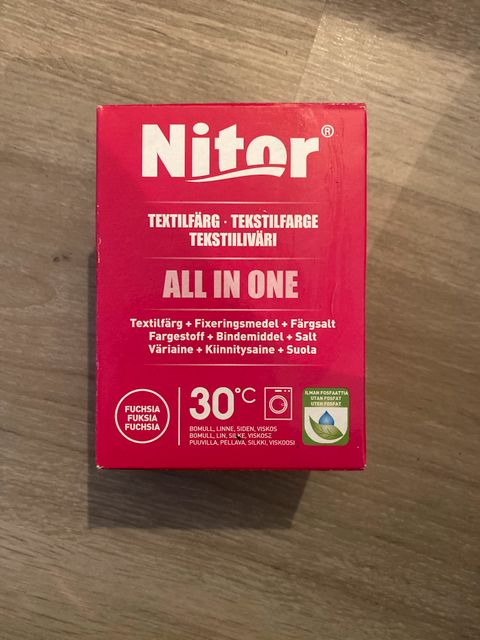 Nitor®
TEXTILFÄRG · TEKSTILFARGE
TEKSTIILIVÄRI
ALL IN ONE
Textilfärg + Fixeringsmedel + Färgsalt
Fargestoff + Bindemiddel + Salt
Väriaine + Kiinnitysaine + Suola
FUCHSIA
FUKSIA
FUCHSIA
30°C
BOMULL, LINNE, SIDEN, VISKOS
BOMULL, LIN, SILKE, VISKOSE
PUUVILLA, PELLAVA, SILKKI, VISKOOSI
ILMAN FOSFAATTIA
UTAN FOSFAT
UTEN FOSFAT